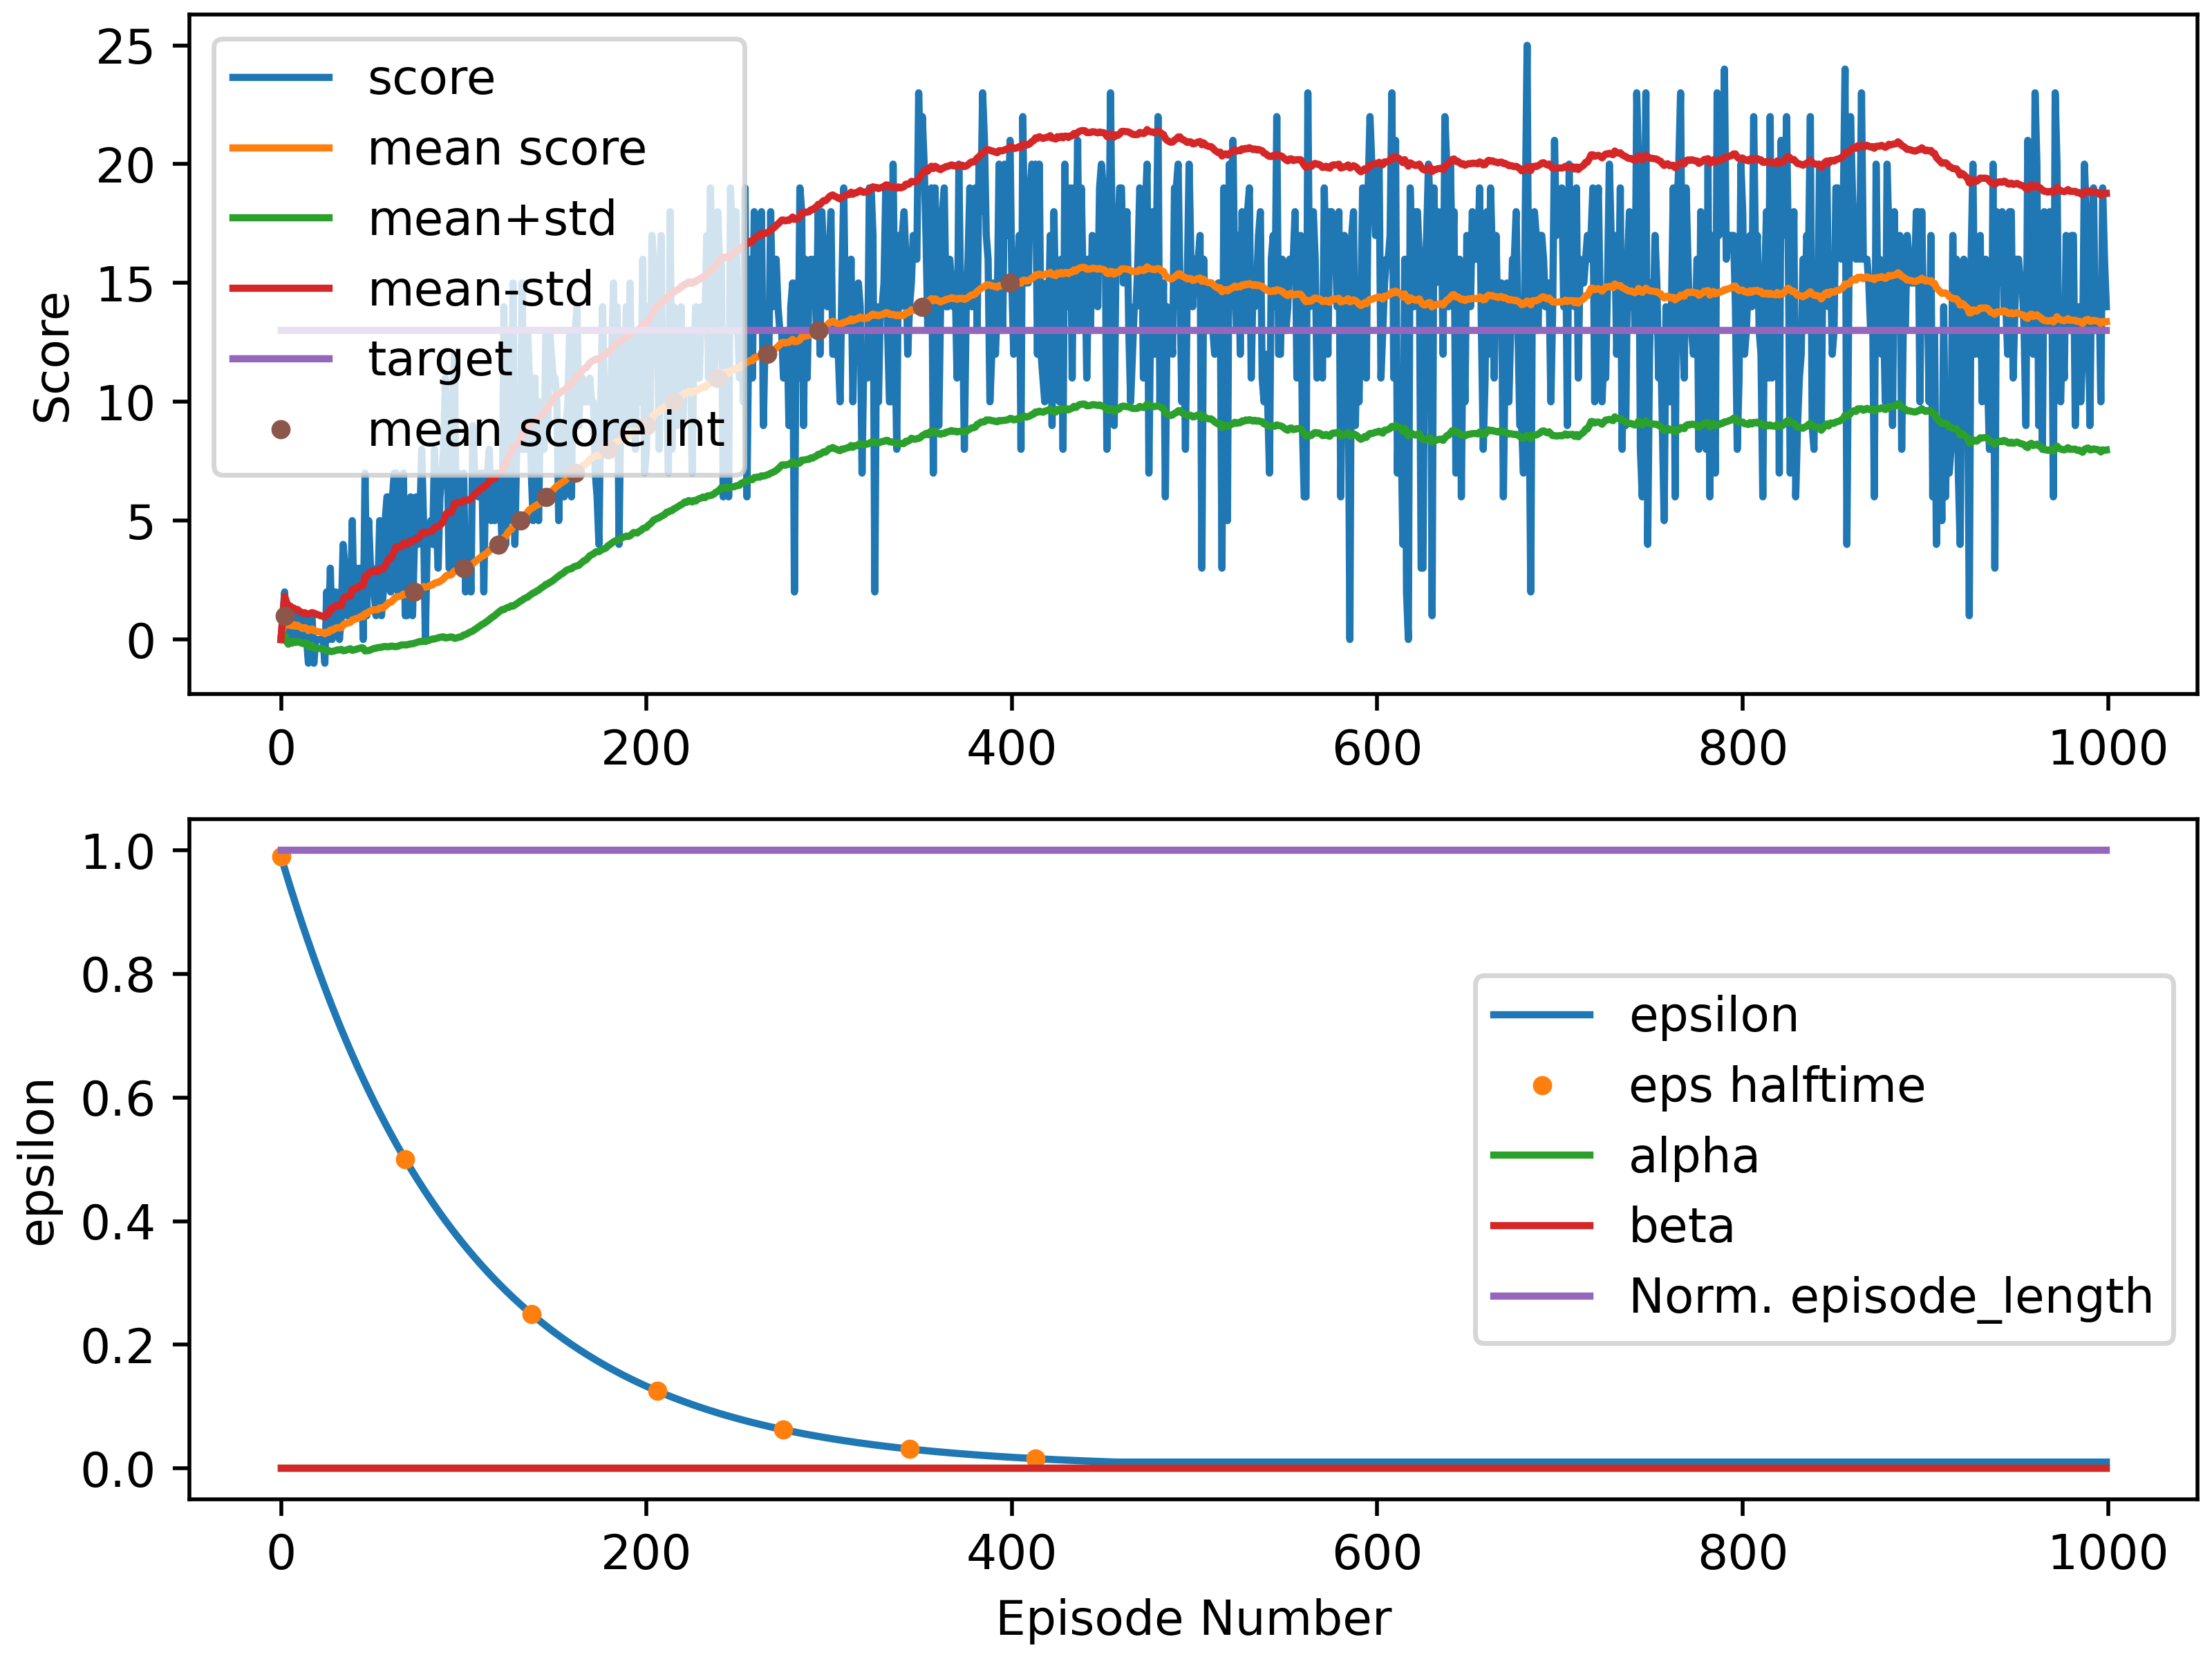 25
20
15
10
5
0
Score
score
mean score
mean+std
mean-std
target
mean score int
0 200 400 600 800 1000
1.0
0.8
0.6
0.4
0.2
0.0
epsilon
epsilon
eps halftime
alpha
beta
Norm. episode_length
0 200 400 600 800 1000
Episode Number